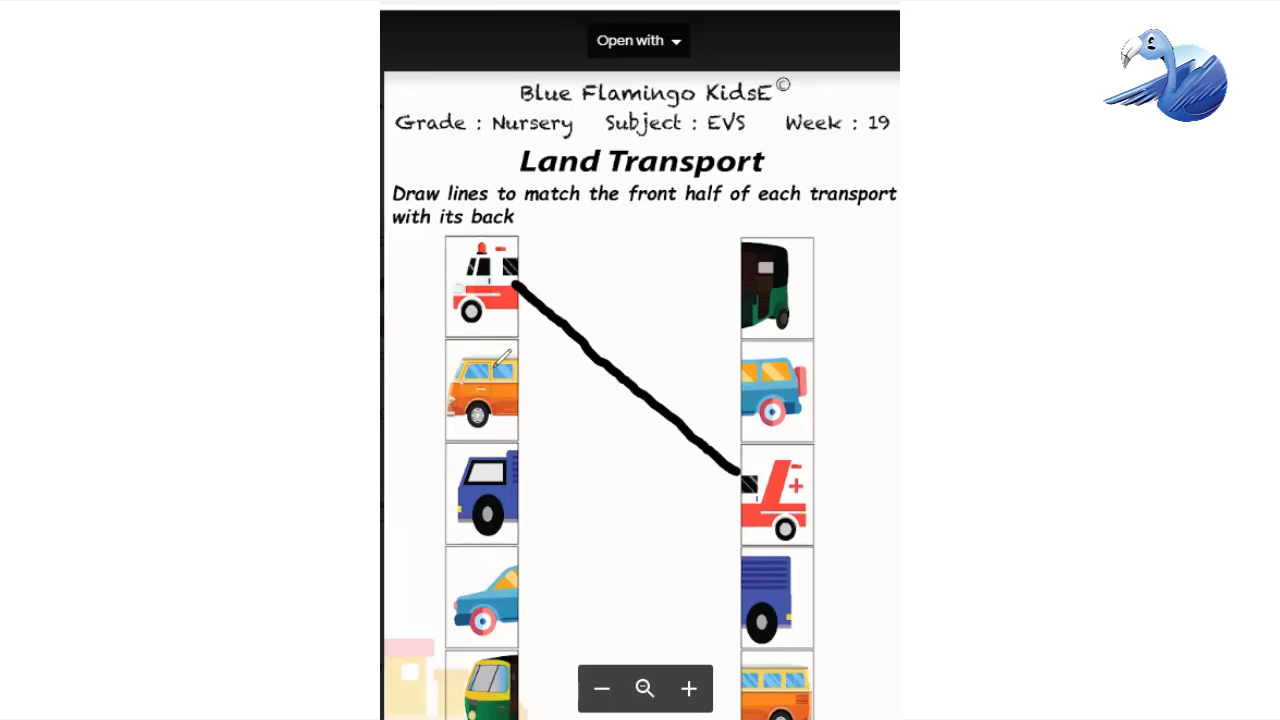 Open with
Blue Flamingo KidsE©
Grade : Nursery Subject : EVS Week : 19
Land Transport
Draw lines to match the front half of each transport
with its back